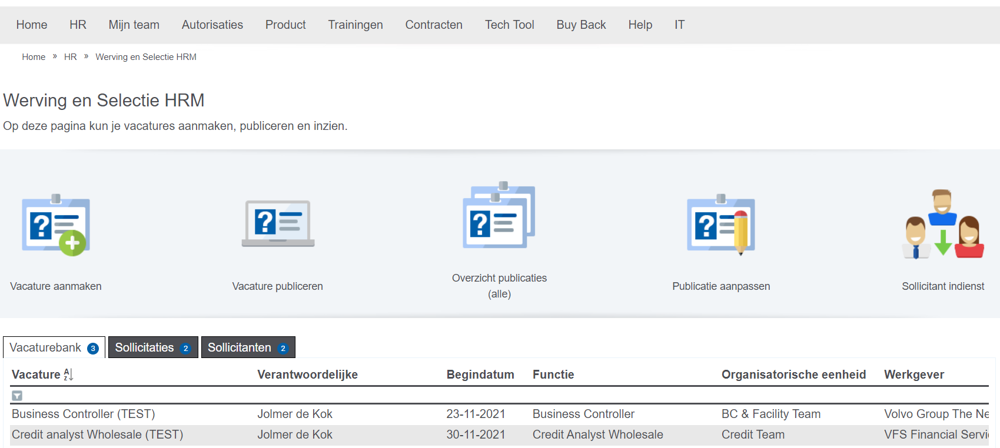 Home HR Mijn team Autorisaties Product Trainingen Contracten Tech Tool Buy Back Help IT
Home » HR » Werving en Selectie HRM
Werving en Selectie HRM
Op deze pagina kun je vacatures aanmaken, publiceren en inzien.
Vacature aanmaken
Vacature publiceren
Overzicht publicaties
(alle)
Publicatie aanpassen
Sollicitant indienst
Vacaturebank 3 Sollicitaties 2 Sollicitanten 2
Vacature Verantwoordelijke Begindatum Functie Organisatorische eenheid Werkgever
Business Controller (TEST) Jolmer de Kok 23-11-2021 Business Controller BC & Facility Team Volvo Group The Ne
Credit analyst Wholesale (TEST) Jolmer de Kok 30-11-2021 Credit Analyst Wholesale Credit Team VFS Financial Servi